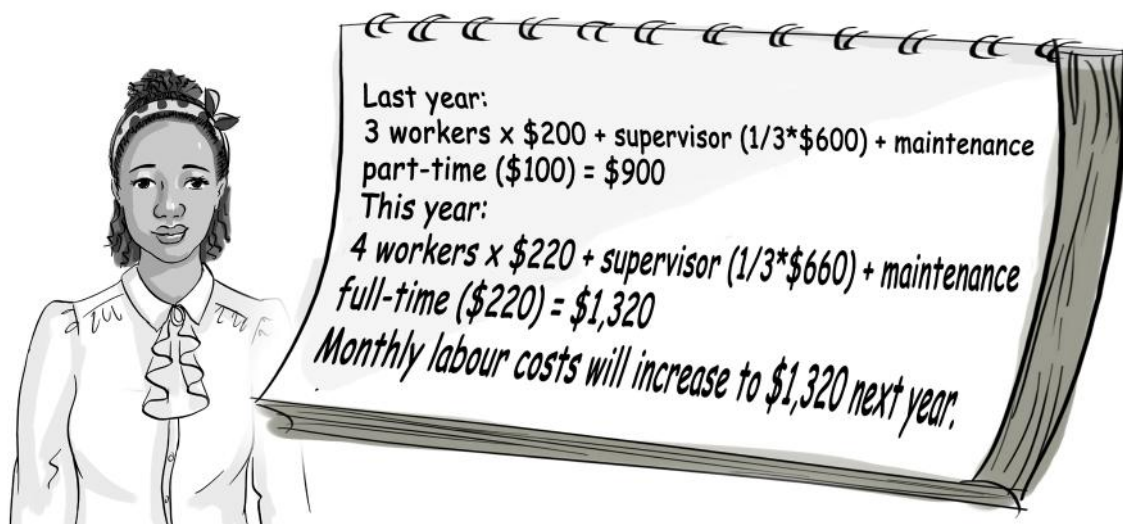 Last year:
3 workers x $200 + supervisor (1/3*$600) + maintenance
part-time ($100) = $900
This year:
4 workers x $220 + supervisor (1/3*$660) + maintenance
full-time ($220) = $1,320
Monthly labour costs will increase to $1,320 next year.